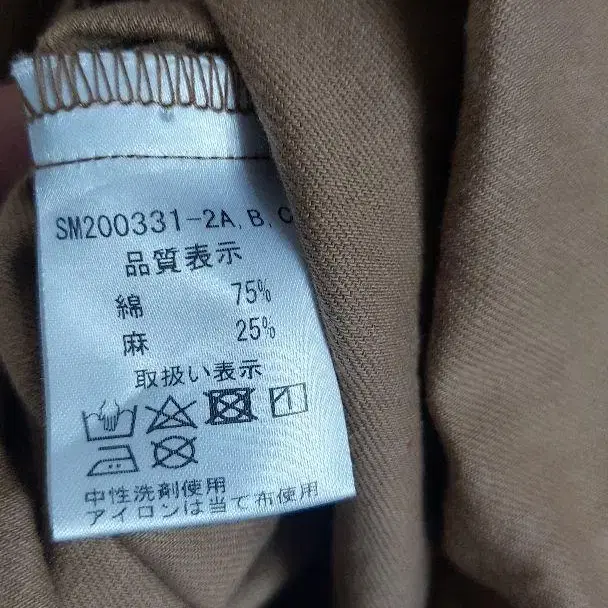 SM200331-2A, B, C
品質表示
綿 75%
麻 25%
取扱い表示
中性洗剤使用
アイロンは当て布使用